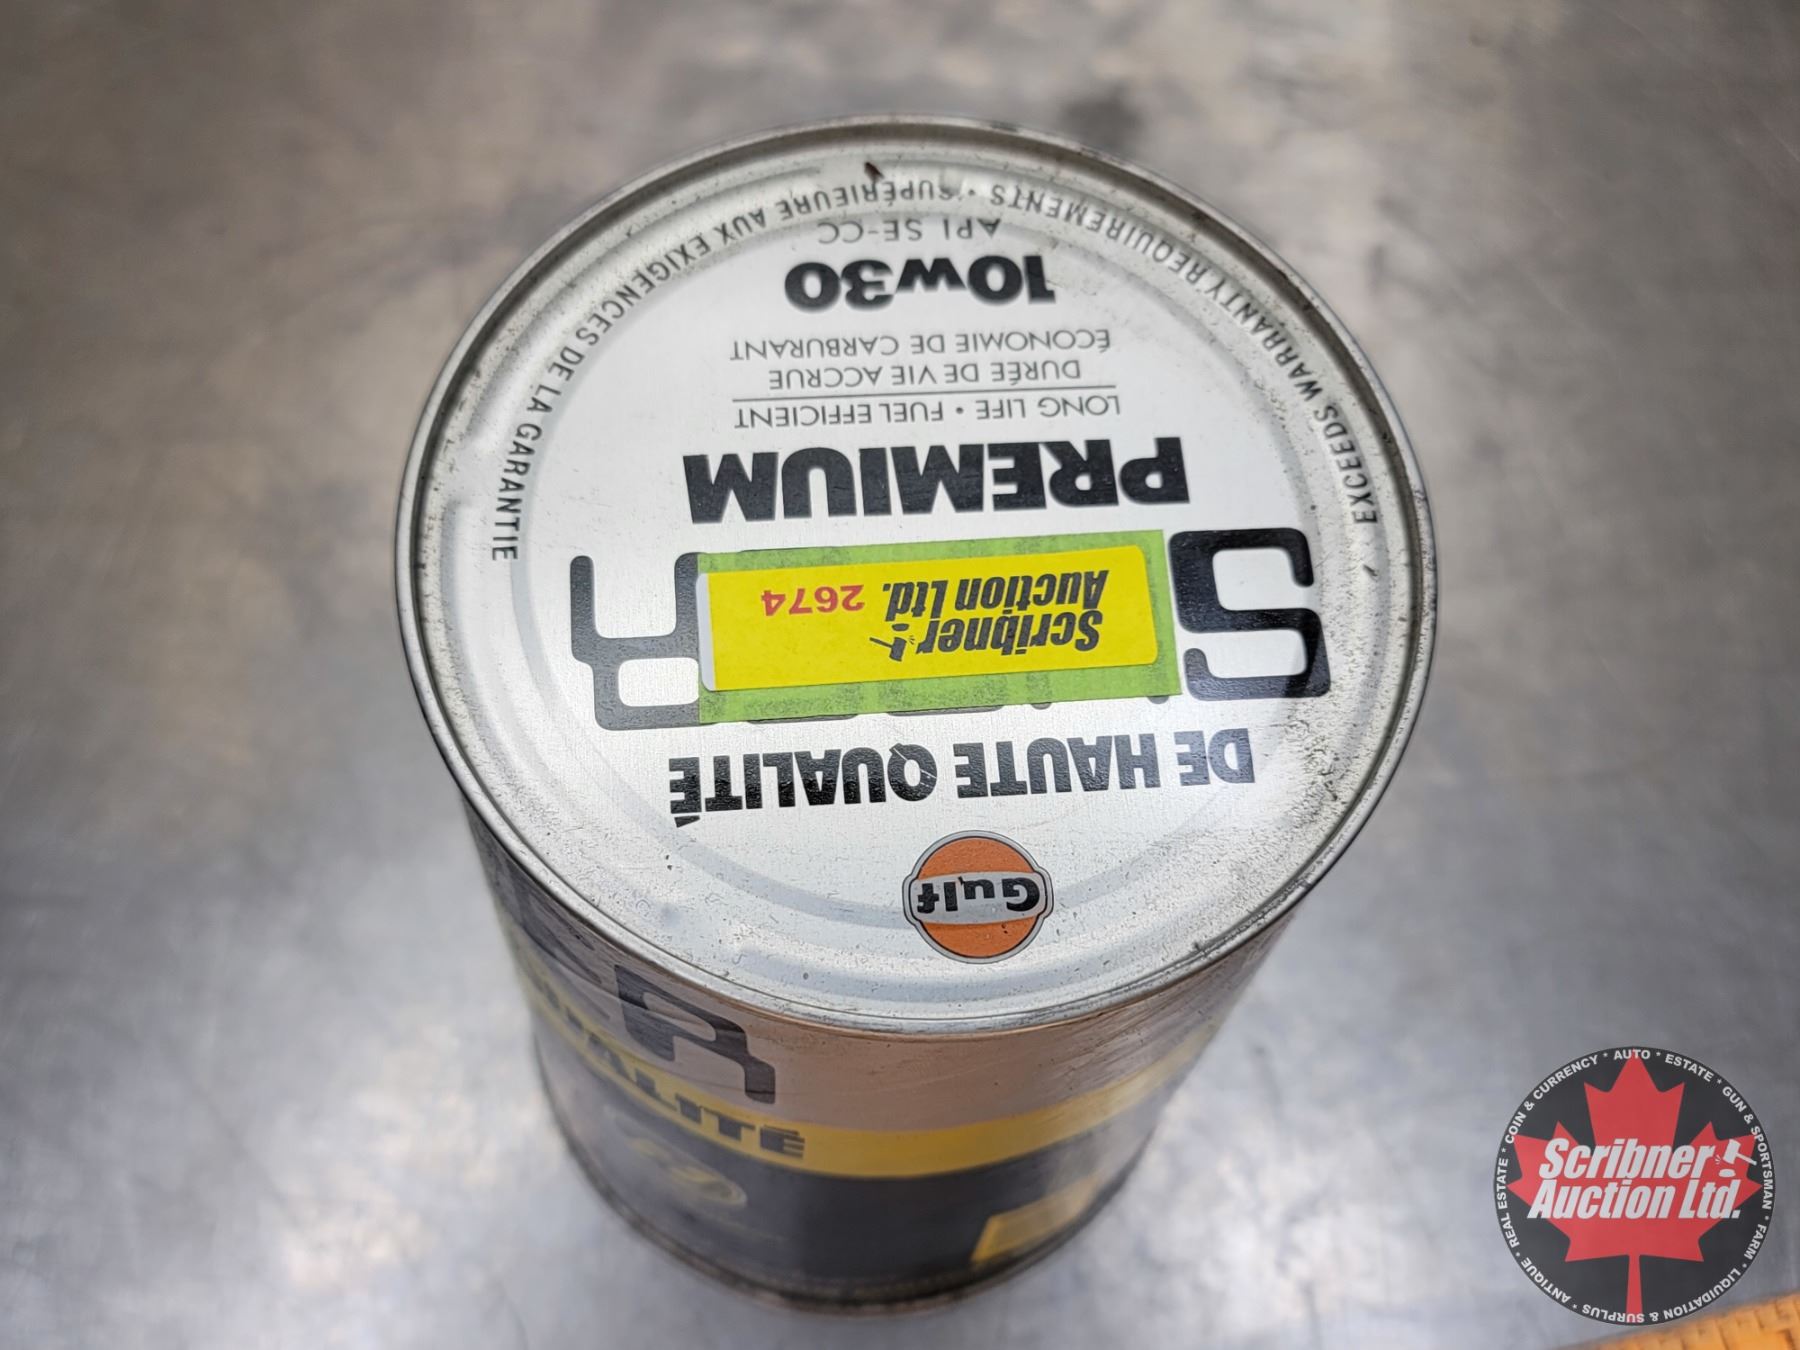 Gulf
DE HAUTE QUALITÉ
S
R
Scribner
Auction Ltd. 2674
PREMIUM
LONG LIFE • FUEL EFFICIENT
DURÉE DE VIE ACCRUE
ÉCONOMIE DE CARBURANT
10w30
API SE-CC
EXCEEDS WARRANTY REQUIREMENTS • SUPÉRIEURE AUX EXIGENCES DE LA GARANTIE
QUALITÉ
Scribner
Auction Ltd.
ANTIQUE * REAL ESTATE * COIN & CURRENCY * AUTO * ESTATE * GUN & SPORTSMAN * FARM * LIQUIDATION & SURPLUS *